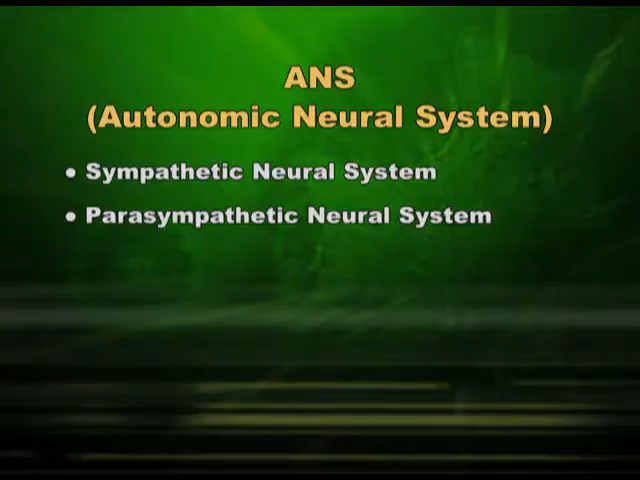 ANS
(Autonomic Neural System)
• Sympathetic Neural System
• Parasympathetic Neural System